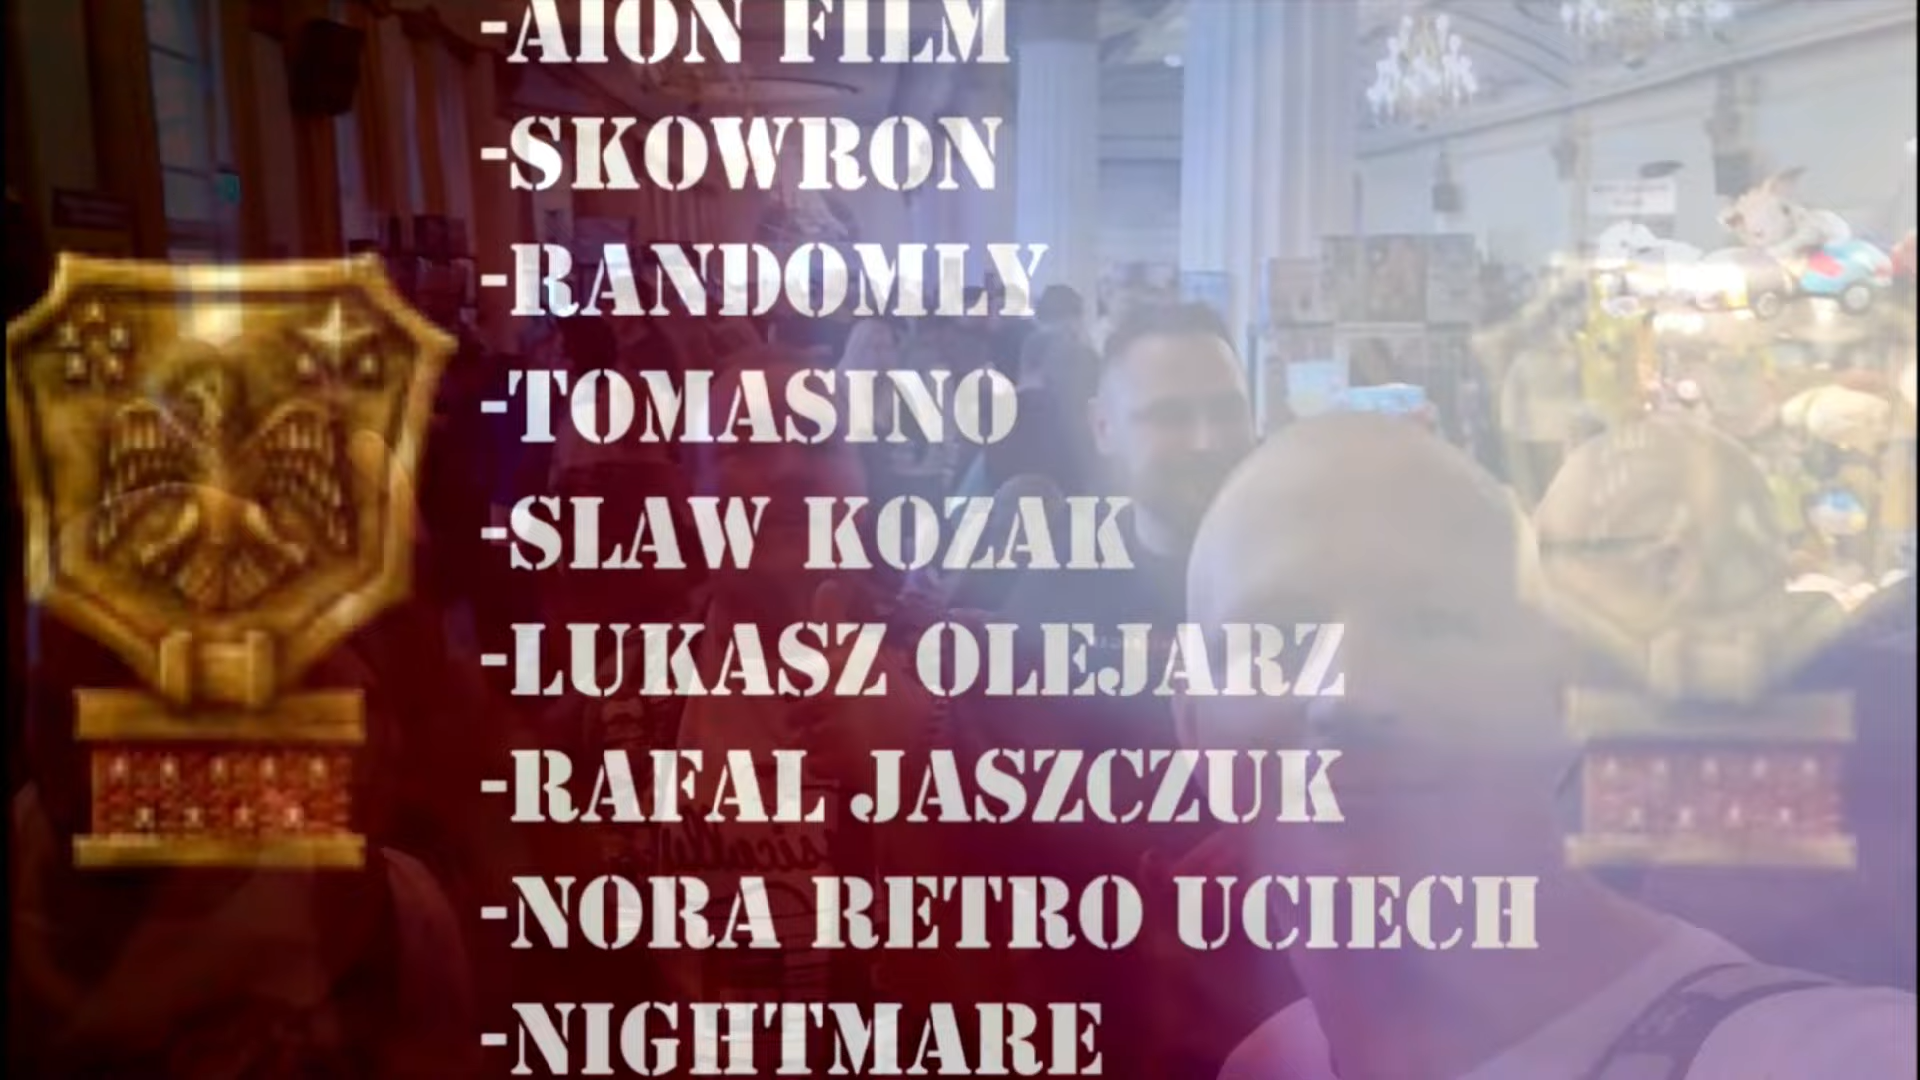 -AION FILM
-SKOWRON
-RANDOMLY
-TOMASINO
-SLAW KOZAK
-LUKASZ OLEJARZ
-RAFAL JASZCZUK
-NORA RETRO UCIECH
-NIGHTMARE